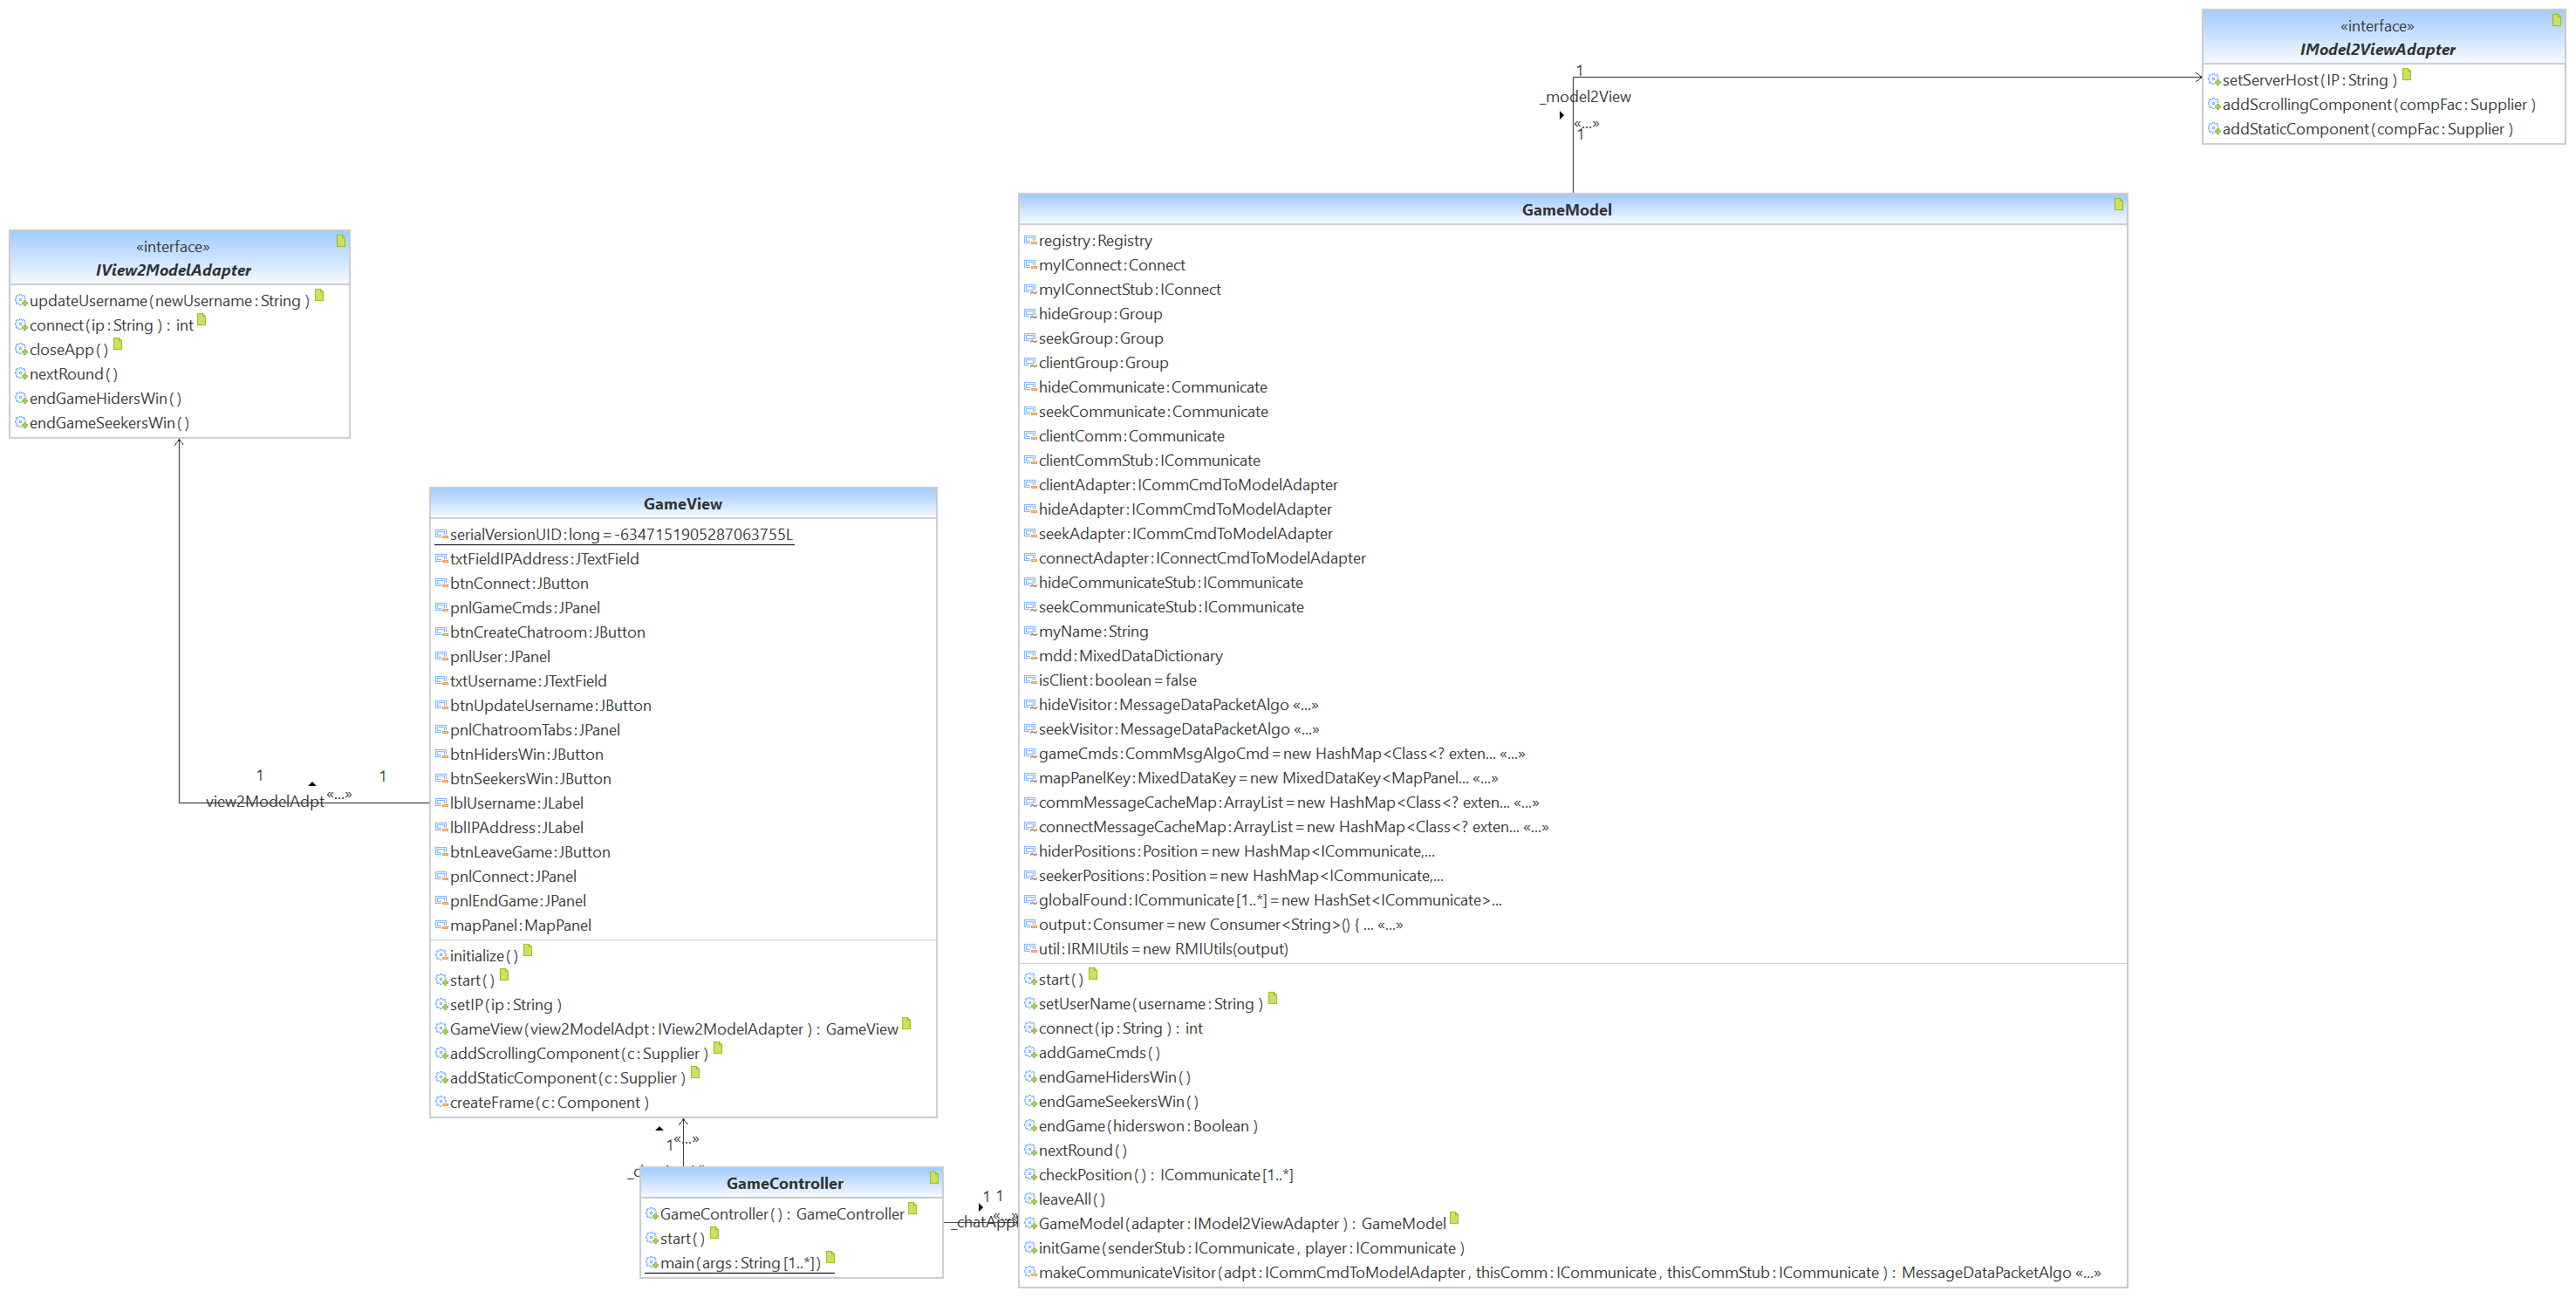 «interface»
IModel2ViewAdapter
setServerHost(IP:String )
addScrollingComponent(compFac:Supplier )
addStaticComponent(compFac:Supplier )
1
_model2View
«...»
1
«interface»
IView2ModelAdapter
updateUsername(newUsername:String )
connect(ip:String ) : int
closeApp()
nextRound()
endGameHidersWin()
endGameSeekersWin()
1
1
view2ModelAdpt
«...»
GameView
serialVersionUID:long = -6347151905287063755L
txtFieldIPAddress:JTextField
btnConnect:JButton
pnlGameCmds:JPanel
btnCreateChatroom:JButton
pnlUser:JPanel
txtUsername:JTextField
btnUpdateUsername:JButton
pnlChatroomTabs:JPanel
btnHidersWin:JButton
btnSeekersWin:JButton
lblUsername:JLabel
lblIPAddress:JLabel
btnLeaveGame:JButton
pnlConnect:JPanel
pnlEndGame:JPanel
mapPanel:MapPanel
initialize()
start()
setIP(ip:String )
GameView(view2ModelAdpt:IView2ModelAdapter ) : GameView
addScrollingComponent(c:Supplier )
addStaticComponent(c:Supplier )
createFrame(c:Component )
1
«...»
GameController
GameController() : GameController
start()
main(args:String[1..*])
1
1
_chatAppl
GameModel
registry:Registry
myIConnect:Connect
myIConnectStub:IConnect
hideGroup:Group
seekGroup:Group
clientGroup:Group
hideCommunicate:Communicate
seekCommunicate:Communicate
clientComm:Communicate
clientCommStub:ICommunicate
clientAdapter:ICommCmdToModelAdapter
hideAdapter:ICommCmdToModelAdapter
seekAdapter:ICommCmdToModelAdapter
connectAdapter:IConnectCmdToModelAdapter
hideCommunicateStub:ICommunicate
seekCommunicateStub:ICommunicate
myName:String
mdd:MixedDataDictionary
isClient:boolean = false
hideVisitor:MessageDataPacketAlgo «...»
seekVisitor:MessageDataPacketAlgo «...»
gameCmds:CommMsgAlgoCmd = new HashMap<Class<? exten... «...»
mapPanelKey:MixedDataKey = new MixedDataKey<MapPanel... «...»
commMessageCacheMap:ArrayList = new HashMap<Class<? exten... «...»
connectMessageCacheMap:ArrayList = new HashMap<Class<? exten... «...»
hiderPositions:Position = new HashMap<ICommunicate,...
seekerPositions:Position = new HashMap<ICommunicate,...
globalFound:ICommunicate[1..*] = new HashSet<ICommunicate>...
output:Consumer = new Consumer<String>() { ... «...»
util:IRMIUtils = new RMIUtils(output)
start()
setUserName(username:String )
connect(ip:String ) : int
addGameCmds()
endGameHidersWin()
endGameSeekersWin()
endGame(hiderswon:Boolean )
nextRound()
checkPosition() : ICommunicate[1..*]
leaveAll()
GameModel(adapter:IModel2ViewAdapter ) : GameModel
initGame(senderStub:ICommunicate , player:ICommunicate )
makeCommunicateVisitor(adpt:ICommCmdToModelAdapter , thisComm:ICommunicate , thisCommStub:ICommunicate ) : MessageDataPacketAlgo «...»